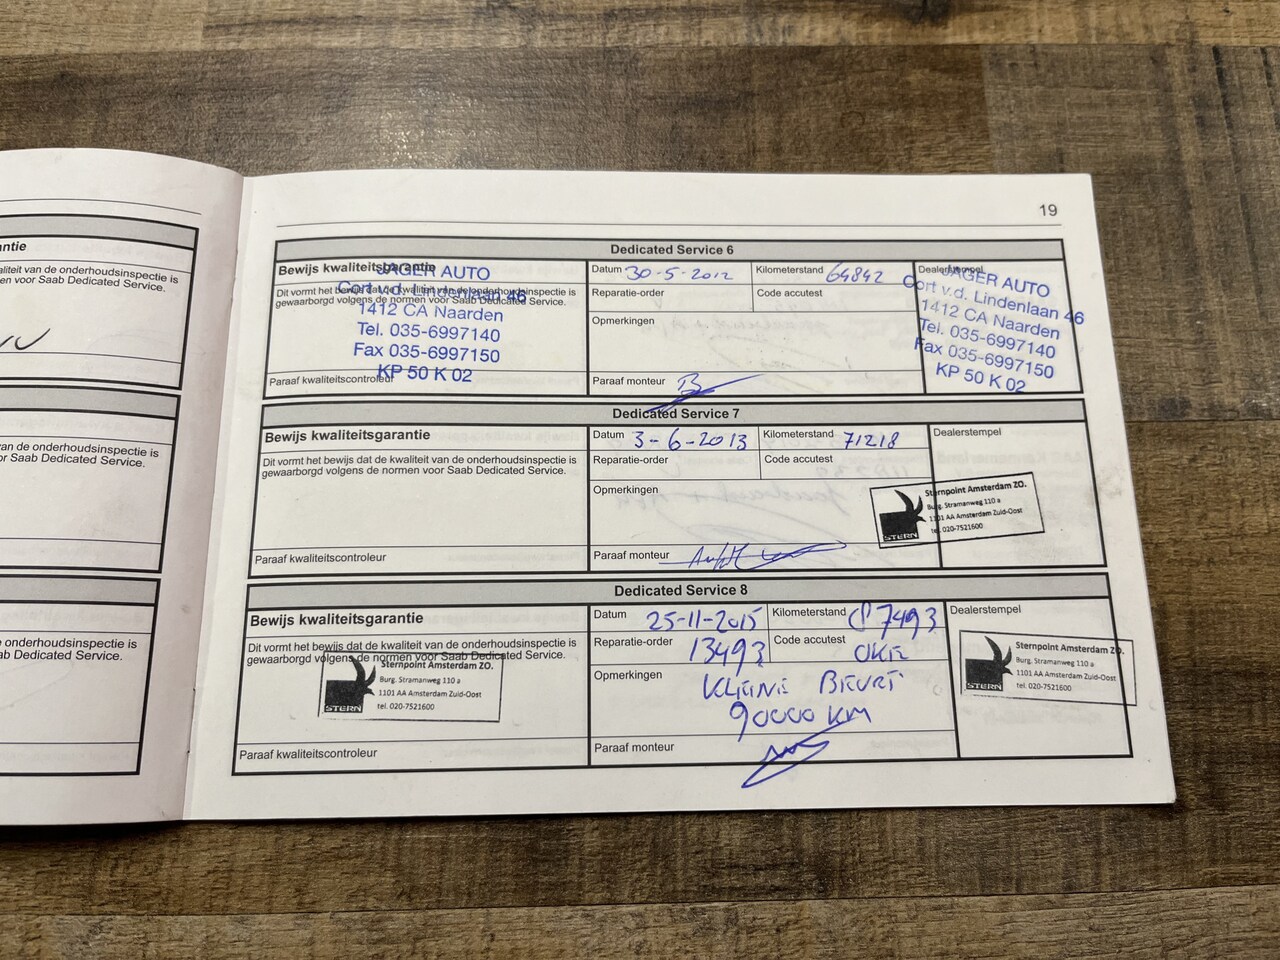 19
ntie
aliteit van de onderhoudsinspectie is
en voor Saab Dedicated Service.
van de onderhoudsinspectie is
or Saab Dedicated Service.
e onderhoudsinspectie is
ab Dedicated Service.
Dedicated Service 6
Bewijs kwaliteitsgarantie
Dit vormt het bewijs dat de kwaliteit van de onderhoudsinspectie is
gewaarborgd volgens de normen voor Saab Dedicated Service.
JAGER AUTO
Cort v.d. Lindenlaan 46
1412 CA Naarden
Tel. 035-6997140
Fax 035-6997150
KP 50 K 02
Paraaf kwaliteitscontroleur
Datum 30-5-2012
Kilometerstand 64842
Reparatie-order
Code accutest
Opmerkingen
Paraaf monteur
Dealerstempel
JAGER AUTO
Cort v.d. Lindenlaan 46
1412 CA Naarden
Tel. 035-6997140
Fax 035-6997150
KP 50 K 02
Dedicated Service 7
Bewijs kwaliteitsgarantie
Dit vormt het bewijs dat de kwaliteit van de onderhoudsinspectie is
gewaarborgd volgens de normen voor Saab Dedicated Service.
Paraaf kwaliteitscontroleur
Datum 3-6-2013
Kilometerstand 71218
Reparatie-order
Code accutest
Opmerkingen
Paraaf monteur
Dealerstempel
STERN
Sternpoint Amsterdam ZO.
Burg. Stramanweg 110 a
1101 AA Amsterdam Zuid-Oost
tel. 020-7521600
Dedicated Service 8
Bewijs kwaliteitsgarantie
Dit vormt het bewijs dat de kwaliteit van de onderhoudsinspectie is
gewaarborgd volgens de normen voor Saab Dedicated Service.
STERN
Sternpoint Amsterdam ZO.
Burg. Stramanweg 110 a
1101 AA Amsterdam Zuid-Oost
tel. 020-7521600
Paraaf kwaliteitscontroleur
Datum 25-11-2015
Kilometerstand
Reparatie-order 13493
Code accutest OKE
Opmerkingen
KLEINE BEURT
90000 KM
Paraaf monteur
Dealerstempel
STERN
Sternpoint Amsterdam ZO.
Burg. Stramanweg 110 a
1101 AA Amsterdam Zuid-Oost
tel. 020-7521600